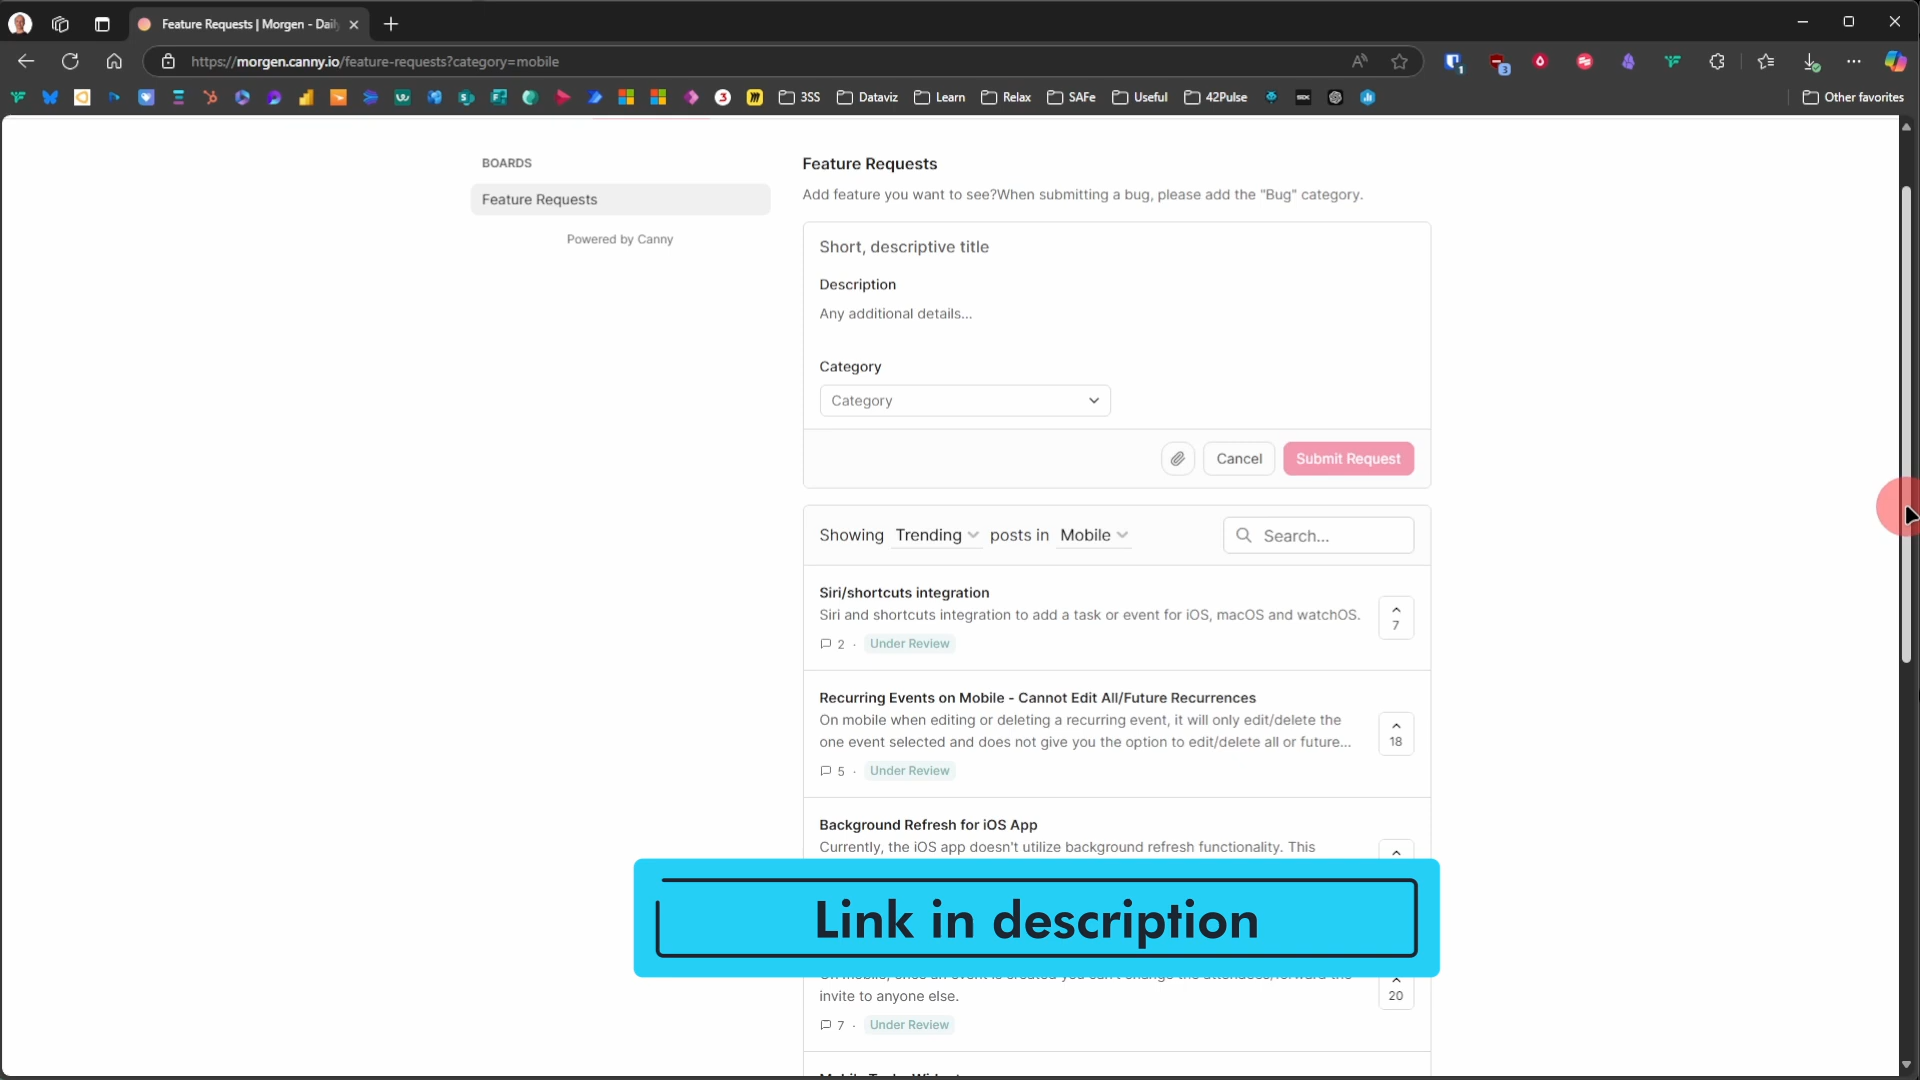 Feature Requests | Morgen - Dail
https://morgen.canny.io/feature-requests?category=mobile
3SS
Dataviz
Learn
Relax
SAFe
Useful
42Pulse
Other favorites
BOARDS
Feature Requests
Powered by Canny
Feature Requests
Add feature you want to see?When submitting a bug, please add the "Bug" category.
Short, descriptive title
Description
Any additional details...
Category
Category
Cancel
Submit Request
Showing Trending posts in Mobile
Search...
Siri/shortcuts integration
Siri and shortcuts integration to add a task or event for iOS, macOS and watchOS.
7
2 · Under Review
Recurring Events on Mobile - Cannot Edit All/Future Recurrences
On mobile when editing or deleting a recurring event, it will only edit/delete the
one event selected and does not give you the option to edit/delete all or future...
18
5 · Under Review
Background Refresh for iOS App
Currently, the iOS app doesn't utilize background refresh functionality. This
Link in description
invite to anyone else.
20
7 · Under Review